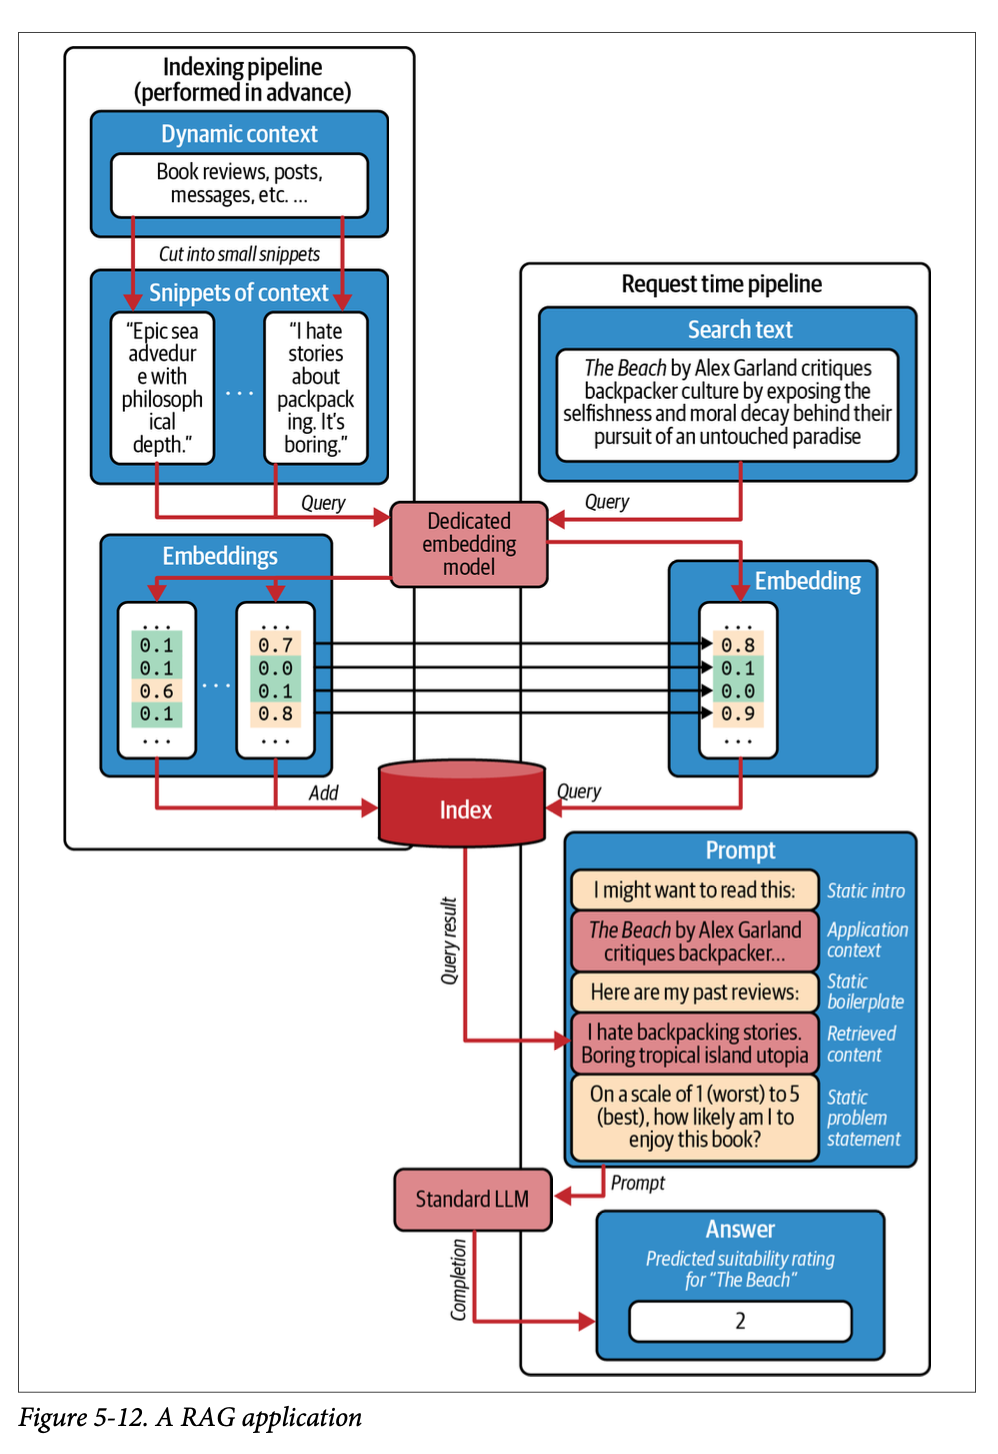 Indexing pipeline
(performed in advance)
Dynamic context
Book reviews, posts,
messages, etc. ...
Cut into small snippets
Snippets of context
“Epic sea
advedur
e with
philosoph
ical
depth.”
...
“I hate
stories
about
packpack
ing. It’s
boring.”
Query
Request time pipeline
Search text
The Beach by Alex Garland critiques
backpacker culture by exposing the
selfishness and moral decay behind their
pursuit of an untouched paradise
Query
Dedicated
embedding
model
Embeddings
...
0.1
0.1
0.6
0.1
...
...
...
0.7
0.0
0.1
0.8
...
Embedding
...
0.8
0.1
0.0
0.9
...
Add
Index
Query
Query result
Prompt
I might want to read this:
Static intro
The Beach by Alex Garland
critiques backpacker...
Application
context
Here are my past reviews:
Static
boilerplate
I hate backpacking stories.
Boring tropical island utopia
Retrieved
content
On a scale of 1 (worst) to 5
(best), how likely am I to
enjoy this book?
Static
problem
statement
Prompt
Standard LLM
Completion
Answer
Predicted suitability rating
for “The Beach”
2
Figure 5-12. A RAG application